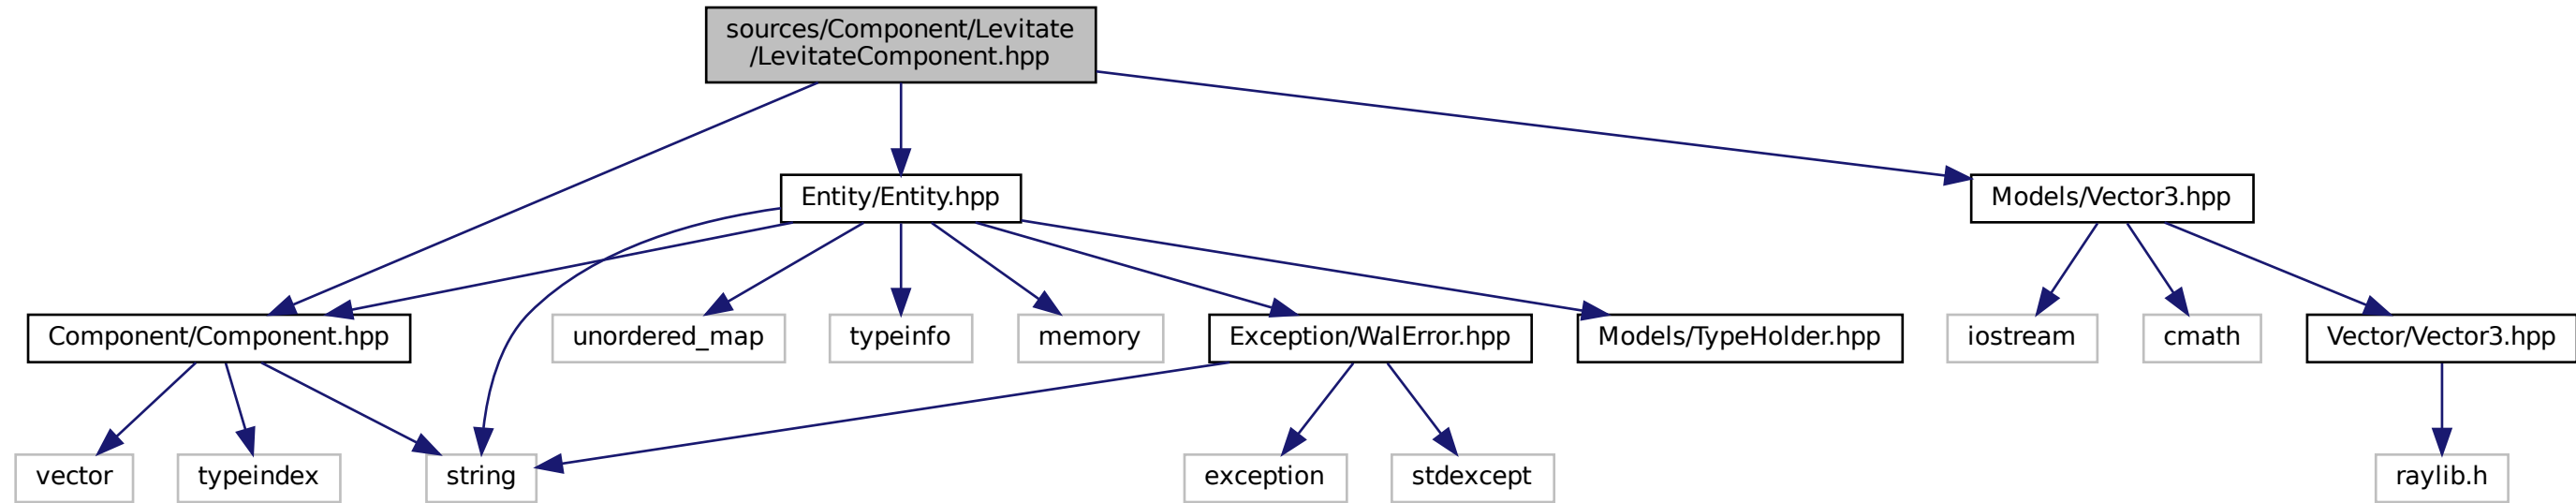 sources/Component/Levitate
/LevitateComponent.hpp
Entity/Entity.hpp
Models/Vector3.hpp
Component/Component.hpp
unordered_map
typeinfo
memory
Exception/WalError.hpp
Models/TypeHolder.hpp
iostream
cmath
Vector/Vector3.hpp
vector
typeindex
string
exception
stdexcept
raylib.h